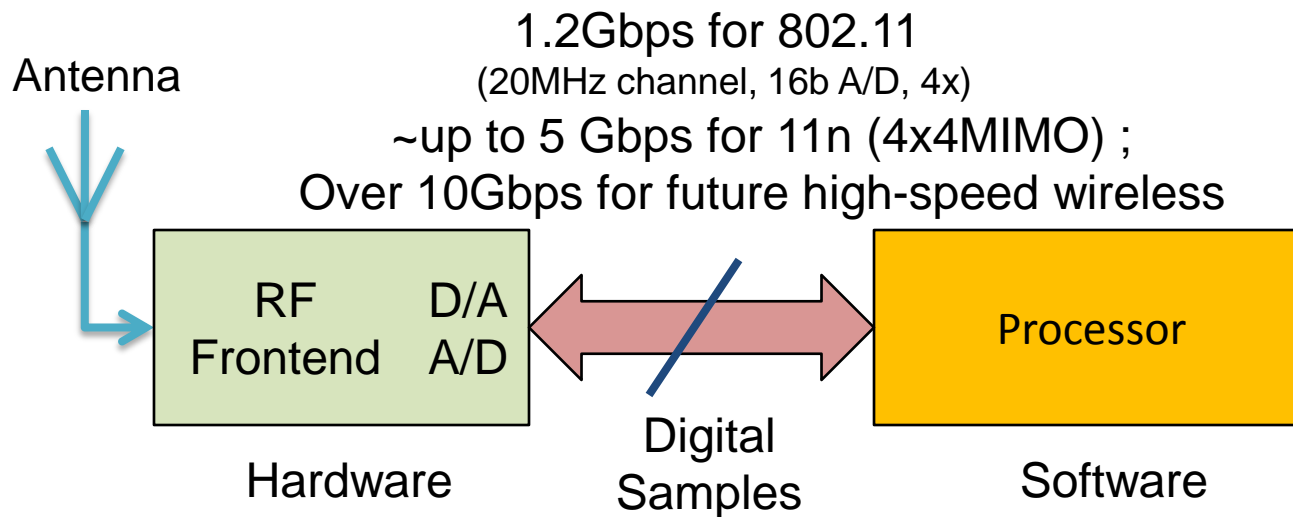 1.2Gbps for 802.11
(20MHz channel, 16b A/D, 4x)
~up to 5 Gbps for 11n (4x4MIMO) ;
Over 10Gbps for future high-speed wireless
Antenna
RF D/A
Frontend A/D
Processor
Digital
Samples
Hardware
Software